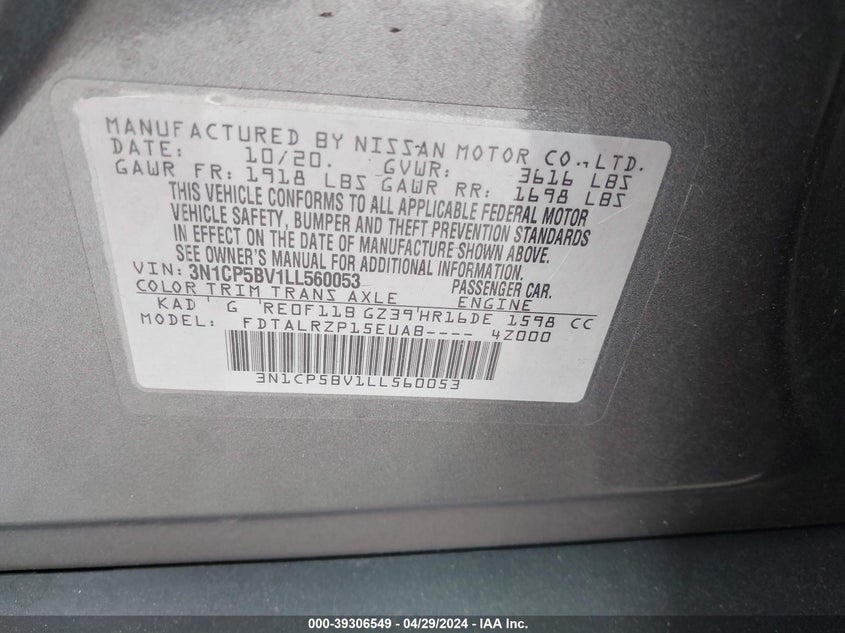 MANUFACTURED BY NISSAN MOTOR CO.,LTD.
DATE: 10/20. GVWR: 3616 LBS
GAWR FR: 1918 LBS GAWR RR: 1698 LBS
THIS VEHICLE CONFORMS TO ALL APPLICABLE FEDERAL MOTOR
VEHICLE SAFETY, BUMPER AND THEFT PREVENTION STANDARDS
IN EFFECT ON THE DATE OF MANUFACTURE SHOWN ABOVE.
SEE OWNER'S MANUAL FOR ADDITIONAL INFORMATION.
VIN: 3N1CP5BV1LL560053 PASSENGER CAR.
COLOR TRIM TRANS AXLE ENGINE
KAD ' G ' RE0F11B GZ39'HR16DE 1598 CC
MODEL: FDTALRZP15EUAB---- 4Z000
3N1CP5BV1LL560053
000-39306549 - 04/29/2024 - IAA Inc.